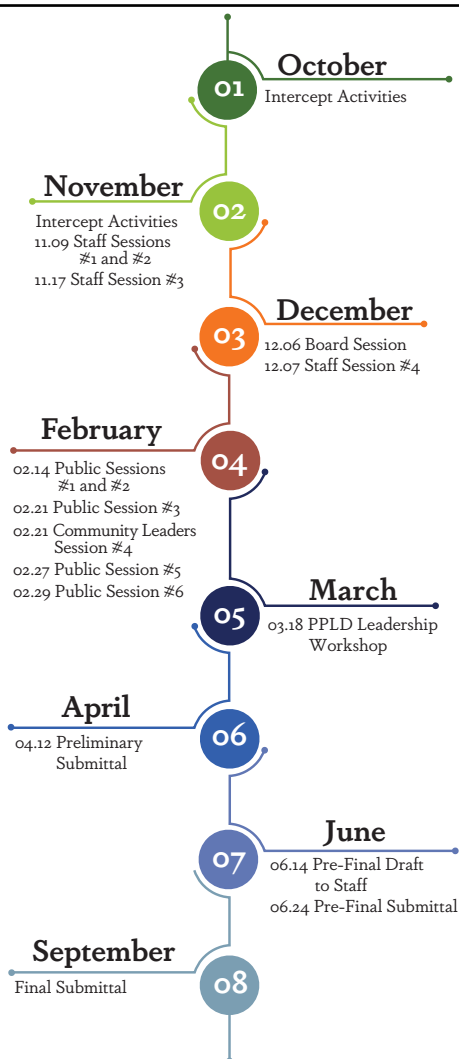 October
01
Intercept Activities
November
02
Intercept Activities
11.09 Staff Sessions
#1 and #2
11.17 Staff Session #3
December
03
12.06 Board Session
12.07 Staff Session #4
February
04
02.14 Public Sessions
#1 and #2
02.21 Public Session #3
02.21 Community Leaders
Session #4
02.27 Public Session #5
02.29 Public Session #6
March
05
03.18 PPLD Leadership
Workshop
April
06
04.12 Preliminary
Submittal
June
07
06.14 Pre-Final Draft
to Staff
06.24 Pre-Final Submittal
September
08
Final Submittal